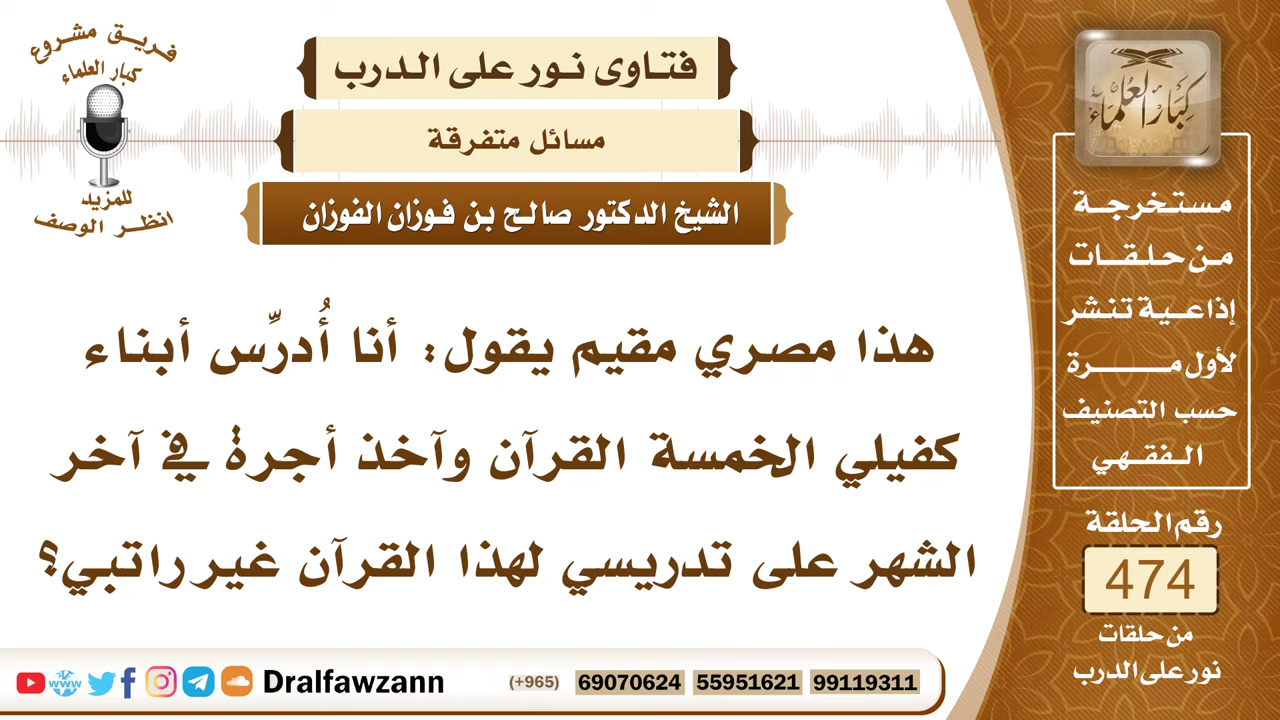 فريق مشروع
كبار العلماء
للمزيد
انظر الوصف
فتاوى نور على الدرب
مسائل متفرقة
الشيخ الدكتور صالح بن فوزان الفوزان
هذا مصري مقيم يقول: أنا أُدرِّس أبناء
كفيلي الخمسة القرآن وآخذ أجرة في آخر
الشهر على تدريسي لهذا القرآن غير راتبي؟
كبار العلماء
مستخرجة
من حلقات
إذاعية تنشر
لأول مرة
حسب التصنيف
الفقهي
رقم الحلقة
474
من حلقات
نور على الدرب
www Dralfawzann (+965) 69070624 55951621 99119311